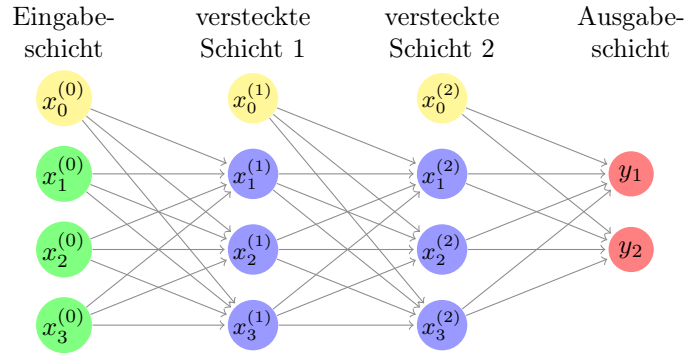 Eingabe-
schicht
versteckte
Schicht 1
versteckte
Schicht 2
Ausgabe-
schicht
x_0^{(0)} x_0^{(1)} x_0^{(2)}
x_1^{(0)} x_1^{(1)} x_1^{(2)} y_1
x_2^{(0)} x_2^{(1)} x_2^{(2)} y_2
x_3^{(0)} x_3^{(1)} x_3^{(2)}